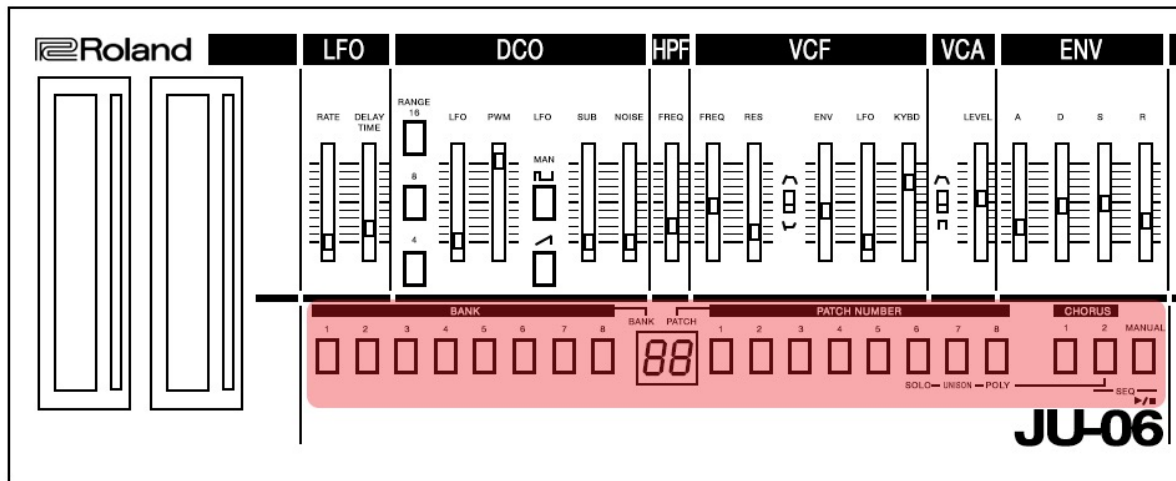 Roland
LFO DCO HPF VCF VCA ENV
RANGE
16
RATE DELAY TIME LFO PWM LFO SUB NOISE FREQ FREQ RES ENV LFO KYBD LEVEL A D S R
MAN
8
4
BANK PATCH NUMBER CHORUS
BANK PATCH
1 2 3 4 5 6 7 8 1 2 3 4 5 6 7 8 1 2 MANUAL
88
SOLO UNISON POLY
SEQ
JU-06